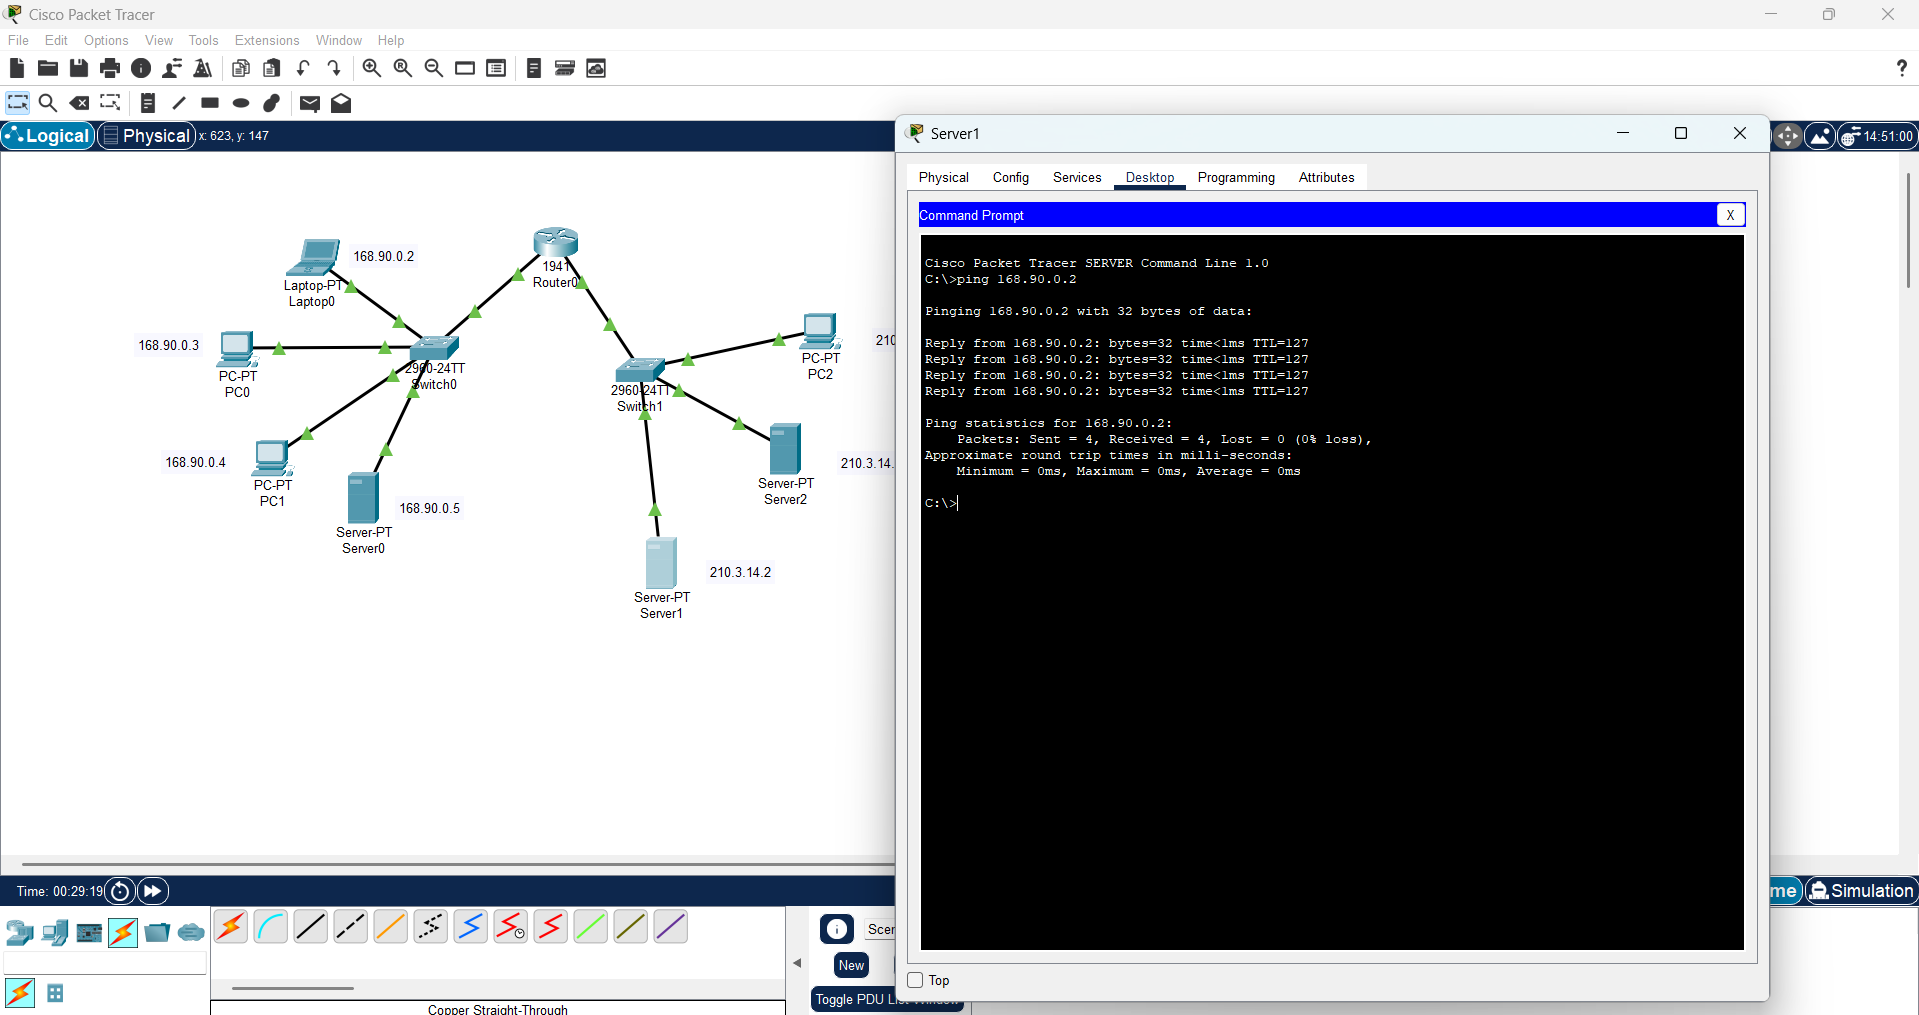 Cisco Packet Tracer
File Edit Options View Tools Extensions Window Help
Logical Physical x: 623, y: 147
14:51:00
168.90.0.2
Laptop-PT
Laptop0
1941
Router0
168.90.0.3
PC-PT
PC0
2960-24TT
Switch0
168.90.0.4
PC-PT
PC1
168.90.0.5
Server-PT
Server0
2960-24TT
Switch1
PC-PT
PC2
210
210.3.14.
Server-PT
Server2
210.3.14.2
Server-PT
Server1
Server1
Physical Config Services Desktop Programming Attributes
Command Prompt X
Cisco Packet Tracer SERVER Command Line 1.0
C:\>ping 168.90.0.2
Pinging 168.90.0.2 with 32 bytes of data:
Reply from 168.90.0.2: bytes=32 time<1ms TTL=127
Reply from 168.90.0.2: bytes=32 time<1ms TTL=127
Reply from 168.90.0.2: bytes=32 time<1ms TTL=127
Reply from 168.90.0.2: bytes=32 time<1ms TTL=127
Ping statistics for 168.90.0.2:
Packets: Sent = 4, Received = 4, Lost = 0 (0% loss),
Approximate round trip times in milli-seconds:
Minimum = 0ms, Maximum = 0ms, Average = 0ms
C:\>
Top
Time: 00:29:19
me Simulation
Scer
New
Toggle PDU List Window
Copper Straight-Through